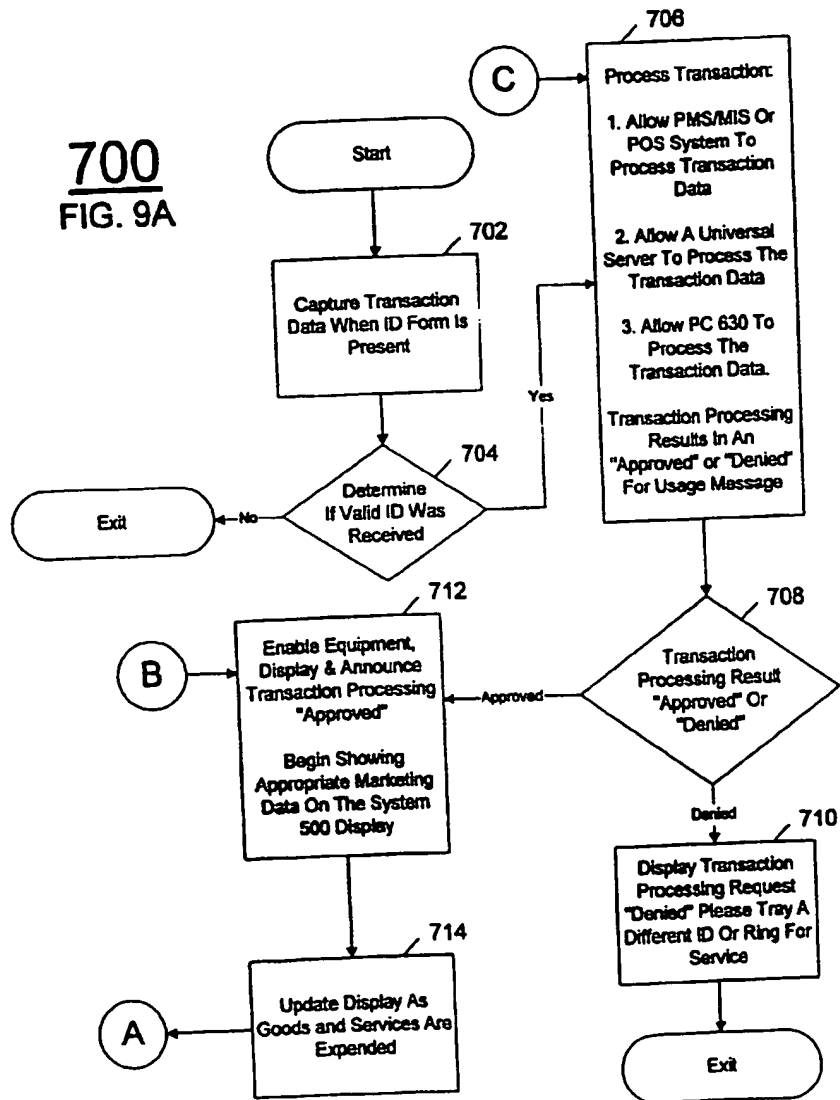 700
FIG. 9A
Start
702
Capture Transaction
Data When ID Form Is
Present
704
Determine
If Valid ID Was
Received
No
Exit
Yes
C
706
Process Transaction:
1. Allow PMS/MIS Or
POS System To
Process Transaction
Data
2. Allow A Universal
Server To Process The
Transaction Data
3. Allow PC 630 To
Process The
Transaction Data.
Transaction Processing
Results In An
"Approved" or "Denied"
For Usage Message
708
Transaction
Processing Result
"Approved" Or
"Denied"
Approved
Denied
710
Display Transaction
Processing Request
"Denied" Please Tray A
Different ID Or Ring For
Service
Exit
B
712
Enable Equipment,
Display & Announce
Transaction Processing
"Approved"
Begin Showing
Appropriate Marketing
Data On The System
500 Display
714
Update Display As
Goods and Services Are
Expended
A